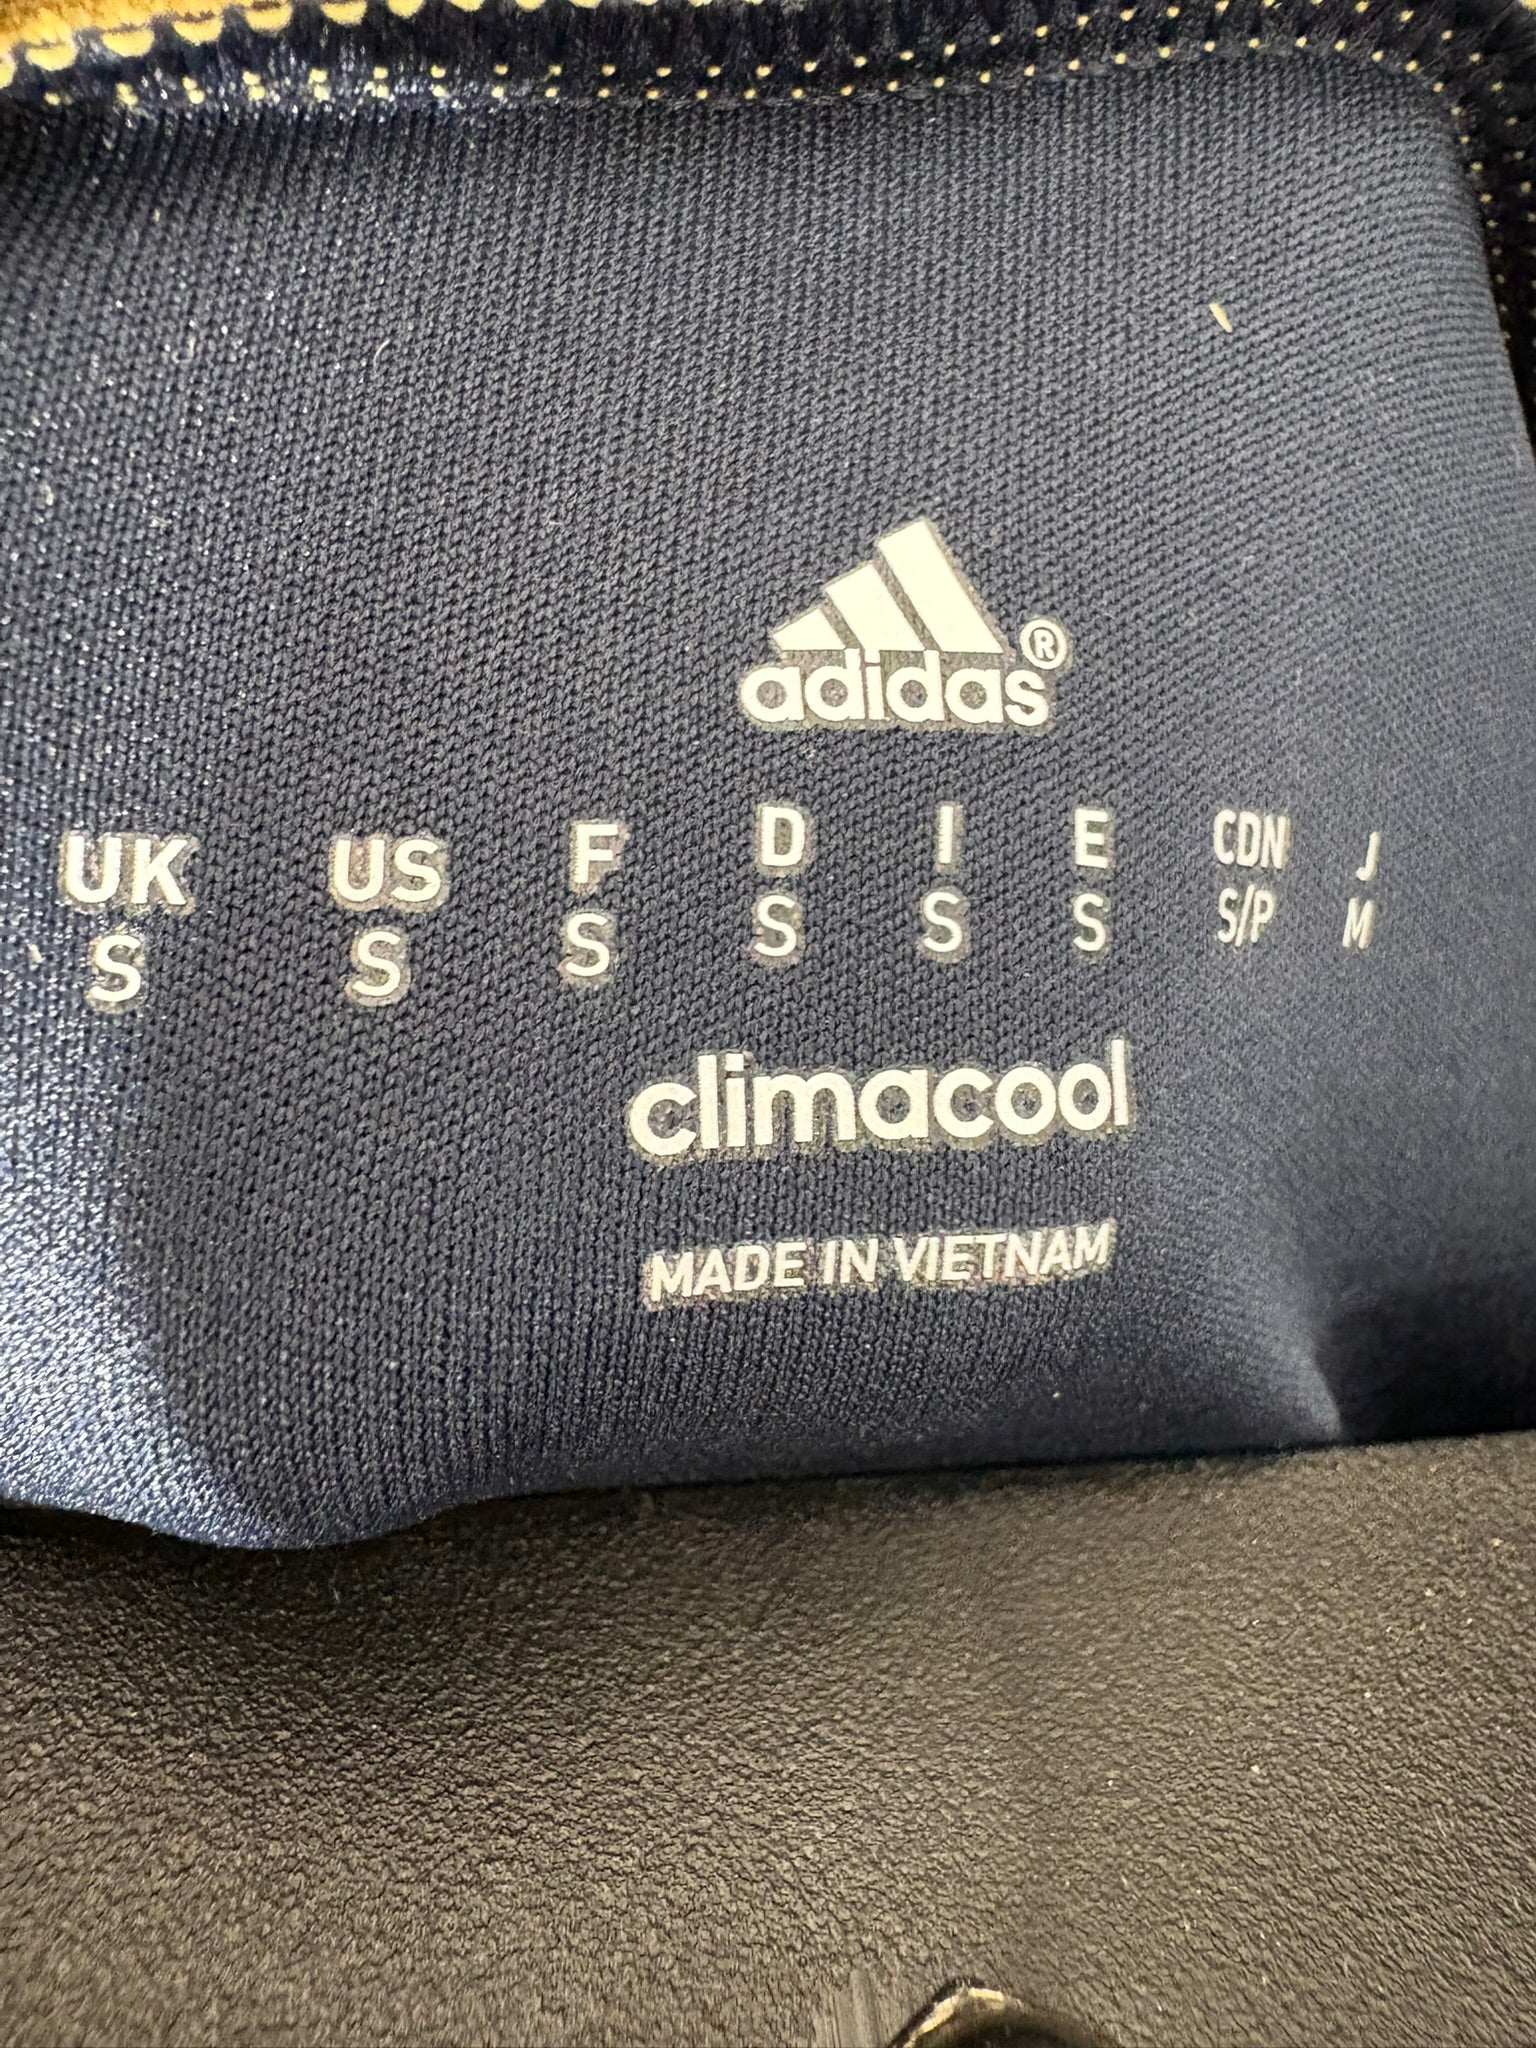 adidas®
UK US F D I E CDN J
S S S S S S S/P M
climacool
MADE IN VIETNAM